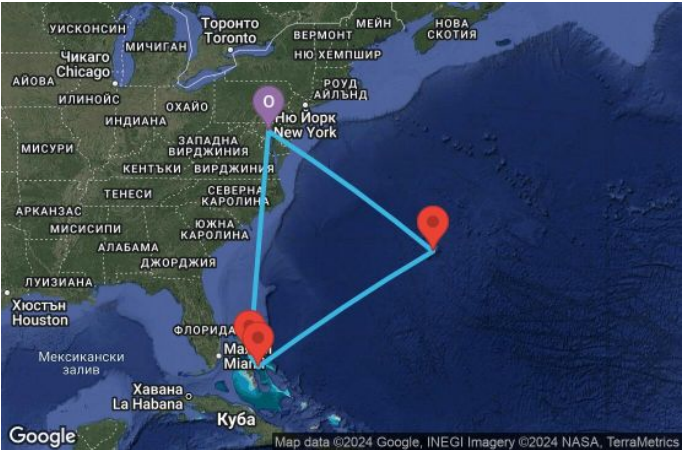 УИСКОНСИН
Торонто
Toronto
МЕЙН
НОВА
СКОТИЯ
МИЧИГАН
ВЕРМОНТ
Чикаго
Chicago
НЮ ХЕМПШИР
АЙОВА
РОУД
АЙЛЪНД
ИЛИНОЙС
ОХАЙО
О
Ню Йорк
New York
ИНДИАНА
МИСУРИ
ЗАПАДНА
ВИРДЖИНИЯ
КЕНТЪКИ
ВИРДЖИНИЯ
ТЕНЕСИ
СЕВЕРНА
КАРОЛИНА
АРКАНЗАС
МИСИСИПИ
ЮЖНА
КАРОЛИНА
АЛАБАМА
ДЖОРДЖИЯ
ЛУИЗИАНА
Хюстън
Houston
ФЛОРИДА
Miami
Мексикански
залив
Хавана
La Habana
Куба
Google
Map data ©2024 Google, INEGI Imagery ©2024 NASA, TerraMetrics